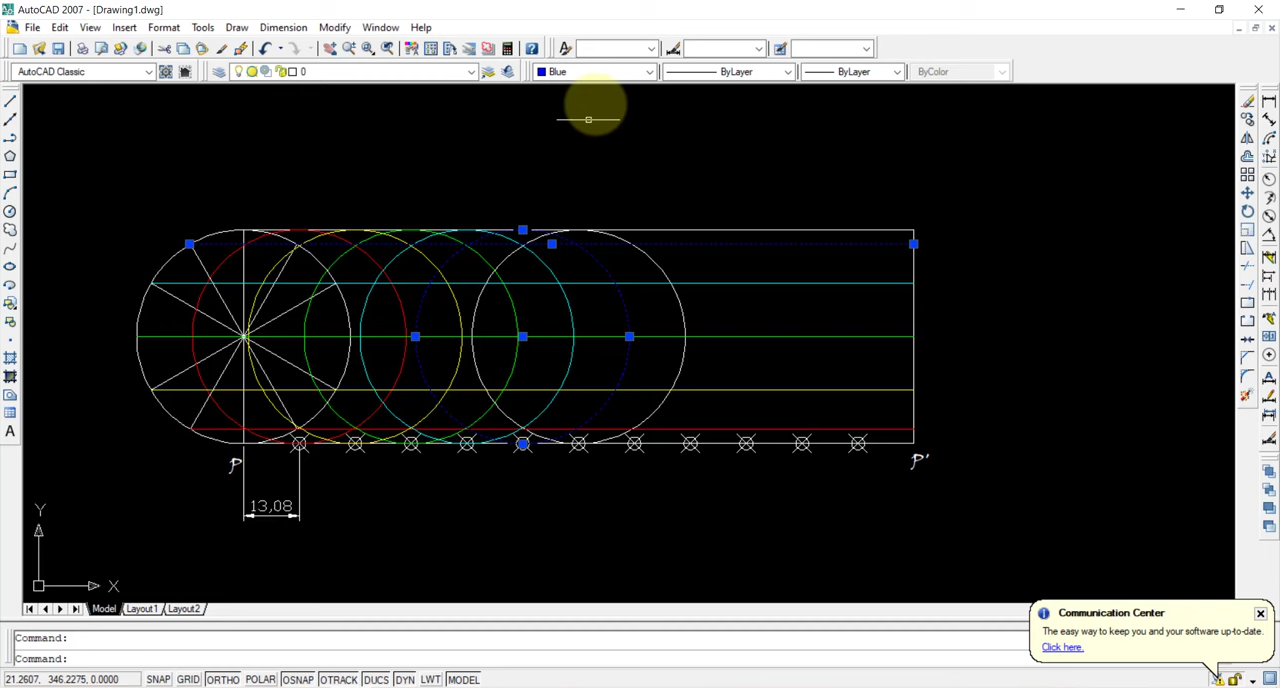 AutoCAD 2007 - [Drawing1.dwg]
File Edit View Insert Format Tools Draw Dimension Modify Window Help
AutoCAD Classic
0
Blue
ByLayer
ByLayer
ByColor
P
P'
13,08
Y
X
Model Layout1 Layout2
Communication Center
The easy way to keep you and your software up-to-date.
Click here.
Command:
Command:
21.2607, 346.2275, 0.0000 SNAP GRID ORTHO POLAR OSNAP OTRACK DUCS DYN LWT MODEL